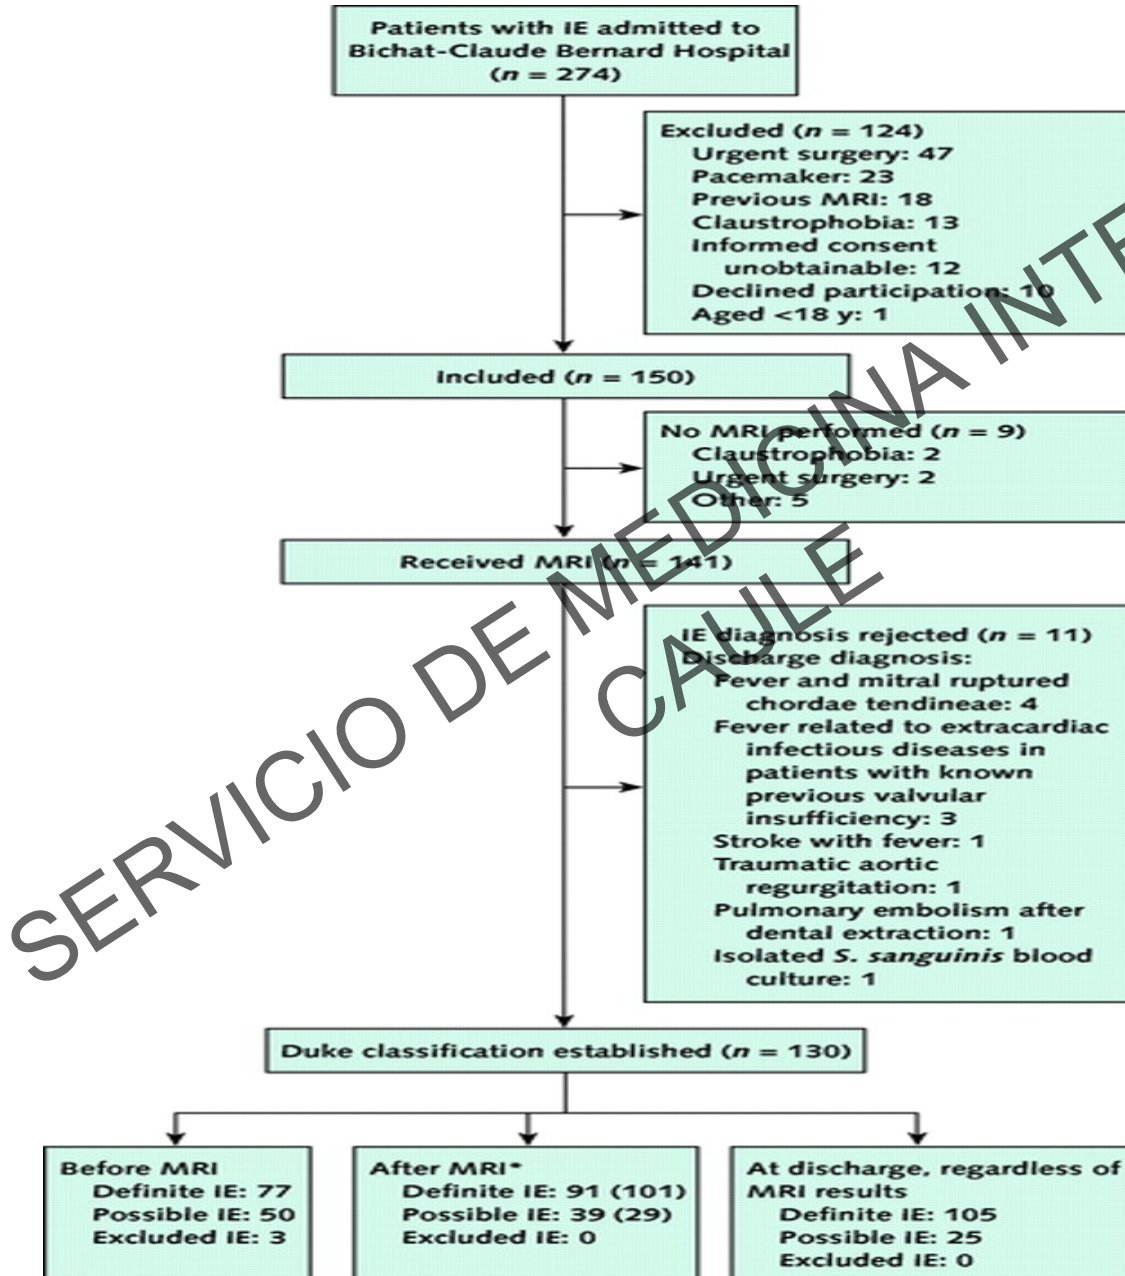 Patients with IE admitted to
Bichat-Claude Bernard Hospital
(n = 274)
Excluded (n = 124)
Urgent surgery: 47
Pacemaker: 23
Previous MRI: 18
Claustrophobia: 13
Informed consent
unobtainable: 12
Declined participation: 10
Aged <18 y: 1
Included (n = 150)
No MRI performed (n = 9)
Claustrophobia: 2
Urgent surgery: 2
Other: 5
Received MRI (n = 141)
IE diagnosis rejected (n = 11)
Discharge diagnosis:
Fever and mitral ruptured
chordae tendineae: 4
Fever related to extracardiac
infectious diseases in
patients with known
previous valvular
insufficiency: 3
Stroke with fever: 1
Traumatic aortic
regurgitation: 1
Pulmonary embolism after
dental extraction: 1
Isolated S. sanguinis blood
culture: 1
Duke classification established (n = 130)
Before MRI
Definite IE: 77
Possible IE: 50
Excluded IE: 3
After MRI*
Definite IE: 91 (101)
Possible IE: 39 (29)
Excluded IE: 0
At discharge, regardless of
MRI results
Definite IE: 105
Possible IE: 25
Excluded IE: 0
SERVICIO DE MEDICINA INTE
CAULE